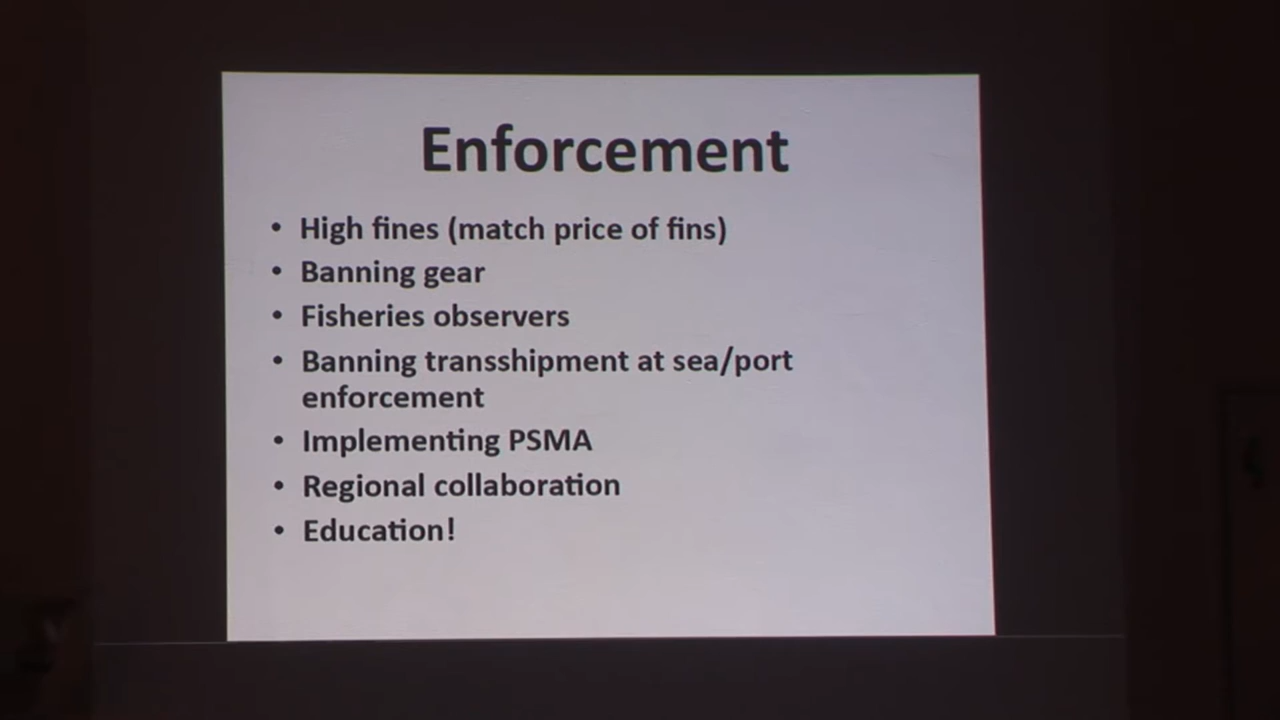 Enforcement
• High fines (match price of fins)
• Banning gear
• Fisheries observers
• Banning transshipment at sea/port
enforcement
• Implementing PSMA
• Regional collaboration
• Education!